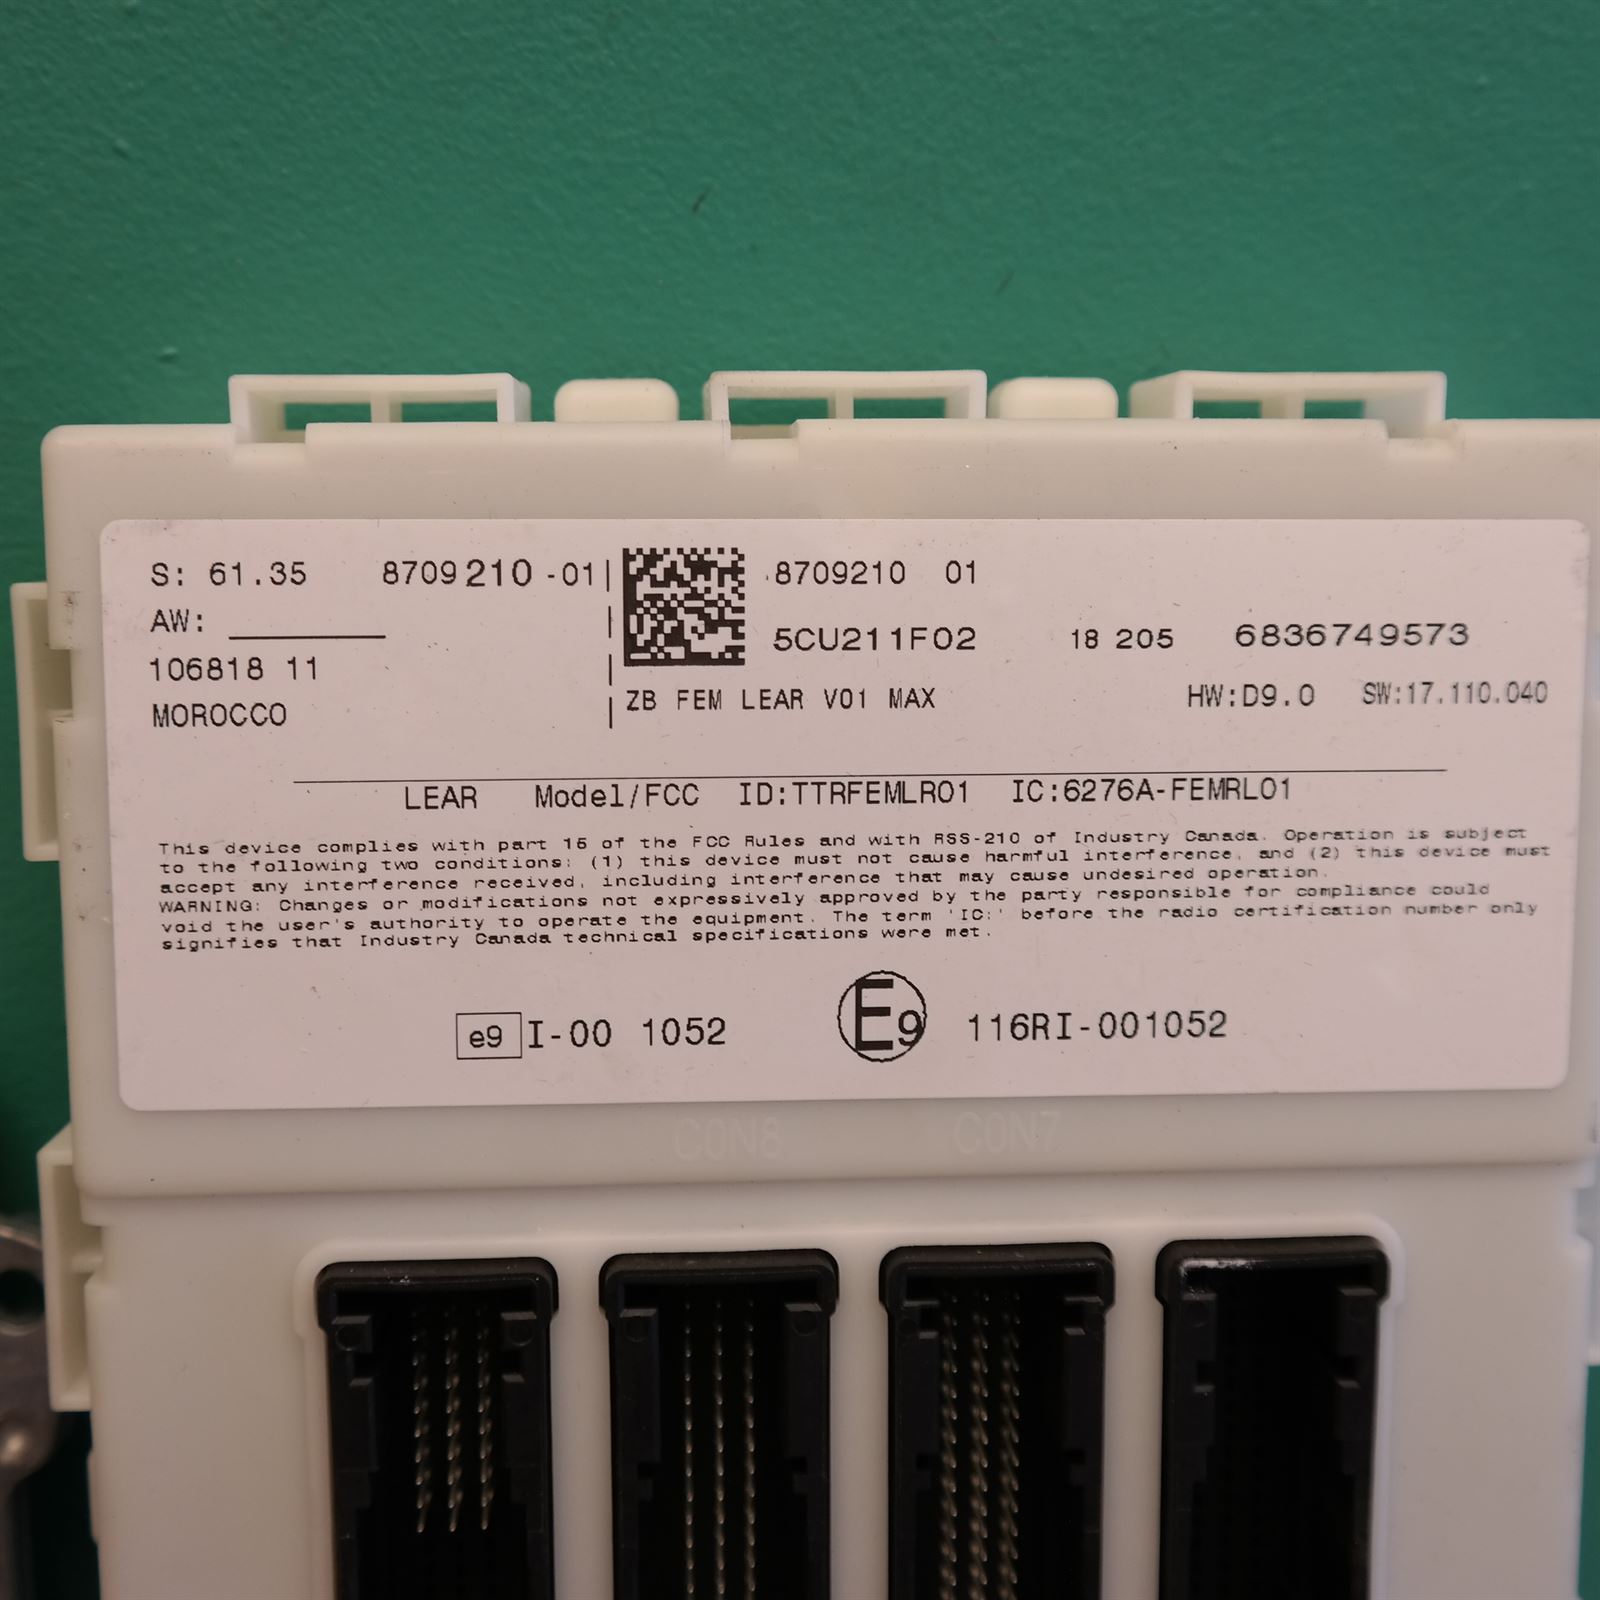 S: 61.35 8709210 -01
AW:
106818 11
MOROCCO
8709210 01
5CU211F02 18 205 6836749573
ZB FEM LEAR V01 MAX HW:D9.0 SW:17.110.040
LEAR Model/FCC ID:TTRFEMLR01 IC:6276A-FEMRL01
This device complies with part 15 of the FCC Rules and with RSS-210 of Industry Canada. Operation is subject
to the following two conditions: (1) this device must not cause harmful interference, and (2) this device must
accept any interference received, including interference that may cause undesired operation.
WARNING: Changes or modifications not expressively approved by the party responsible for compliance could
void the user's authority to operate the equipment. The term 'IC:' before the radio certification number only
signifies that Industry Canada technical specifications were met.
e9 I-00 1052 E9 116RI-001052
CON8 CON7